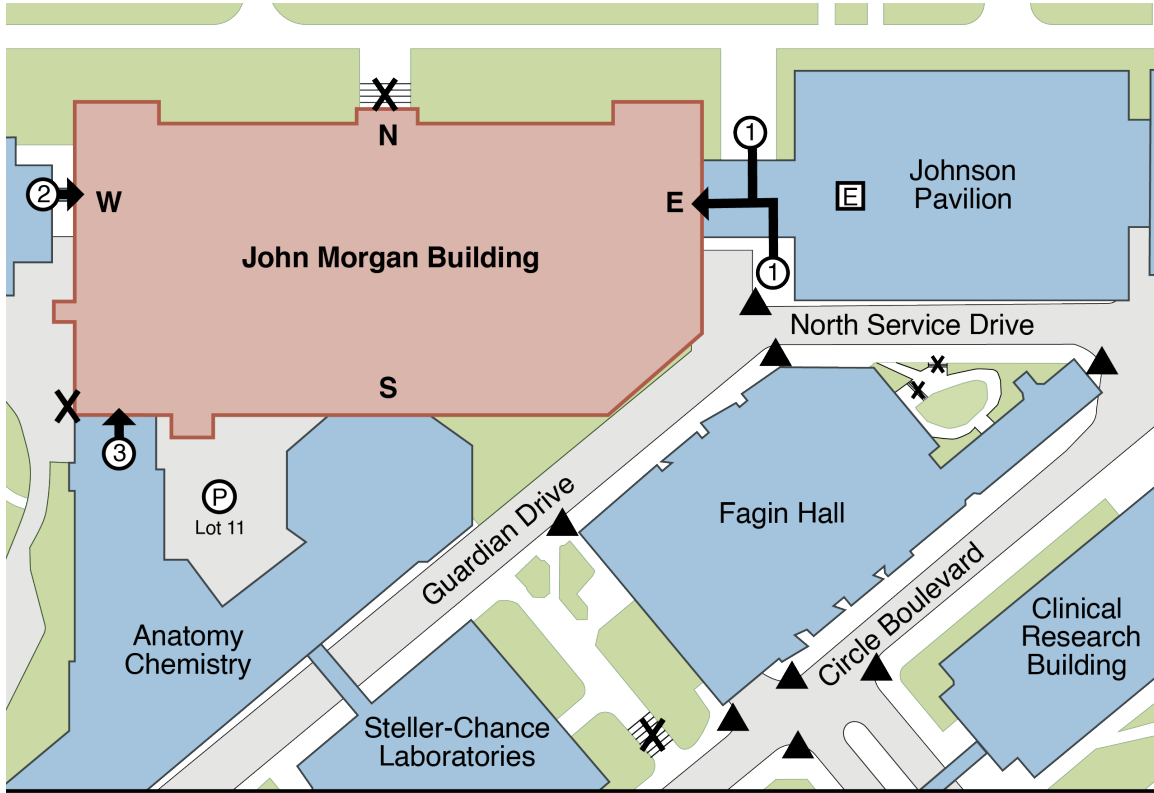 N
1
2
W
E
E
Johnson
Pavilion
John Morgan Building
1
North Service Drive
S
3
P
Lot 11
Guardian Drive
Fagin Hall
Circle Boulevard
Anatomy
Chemistry
Clinical
Research
Building
Steller-Chance
Laboratories